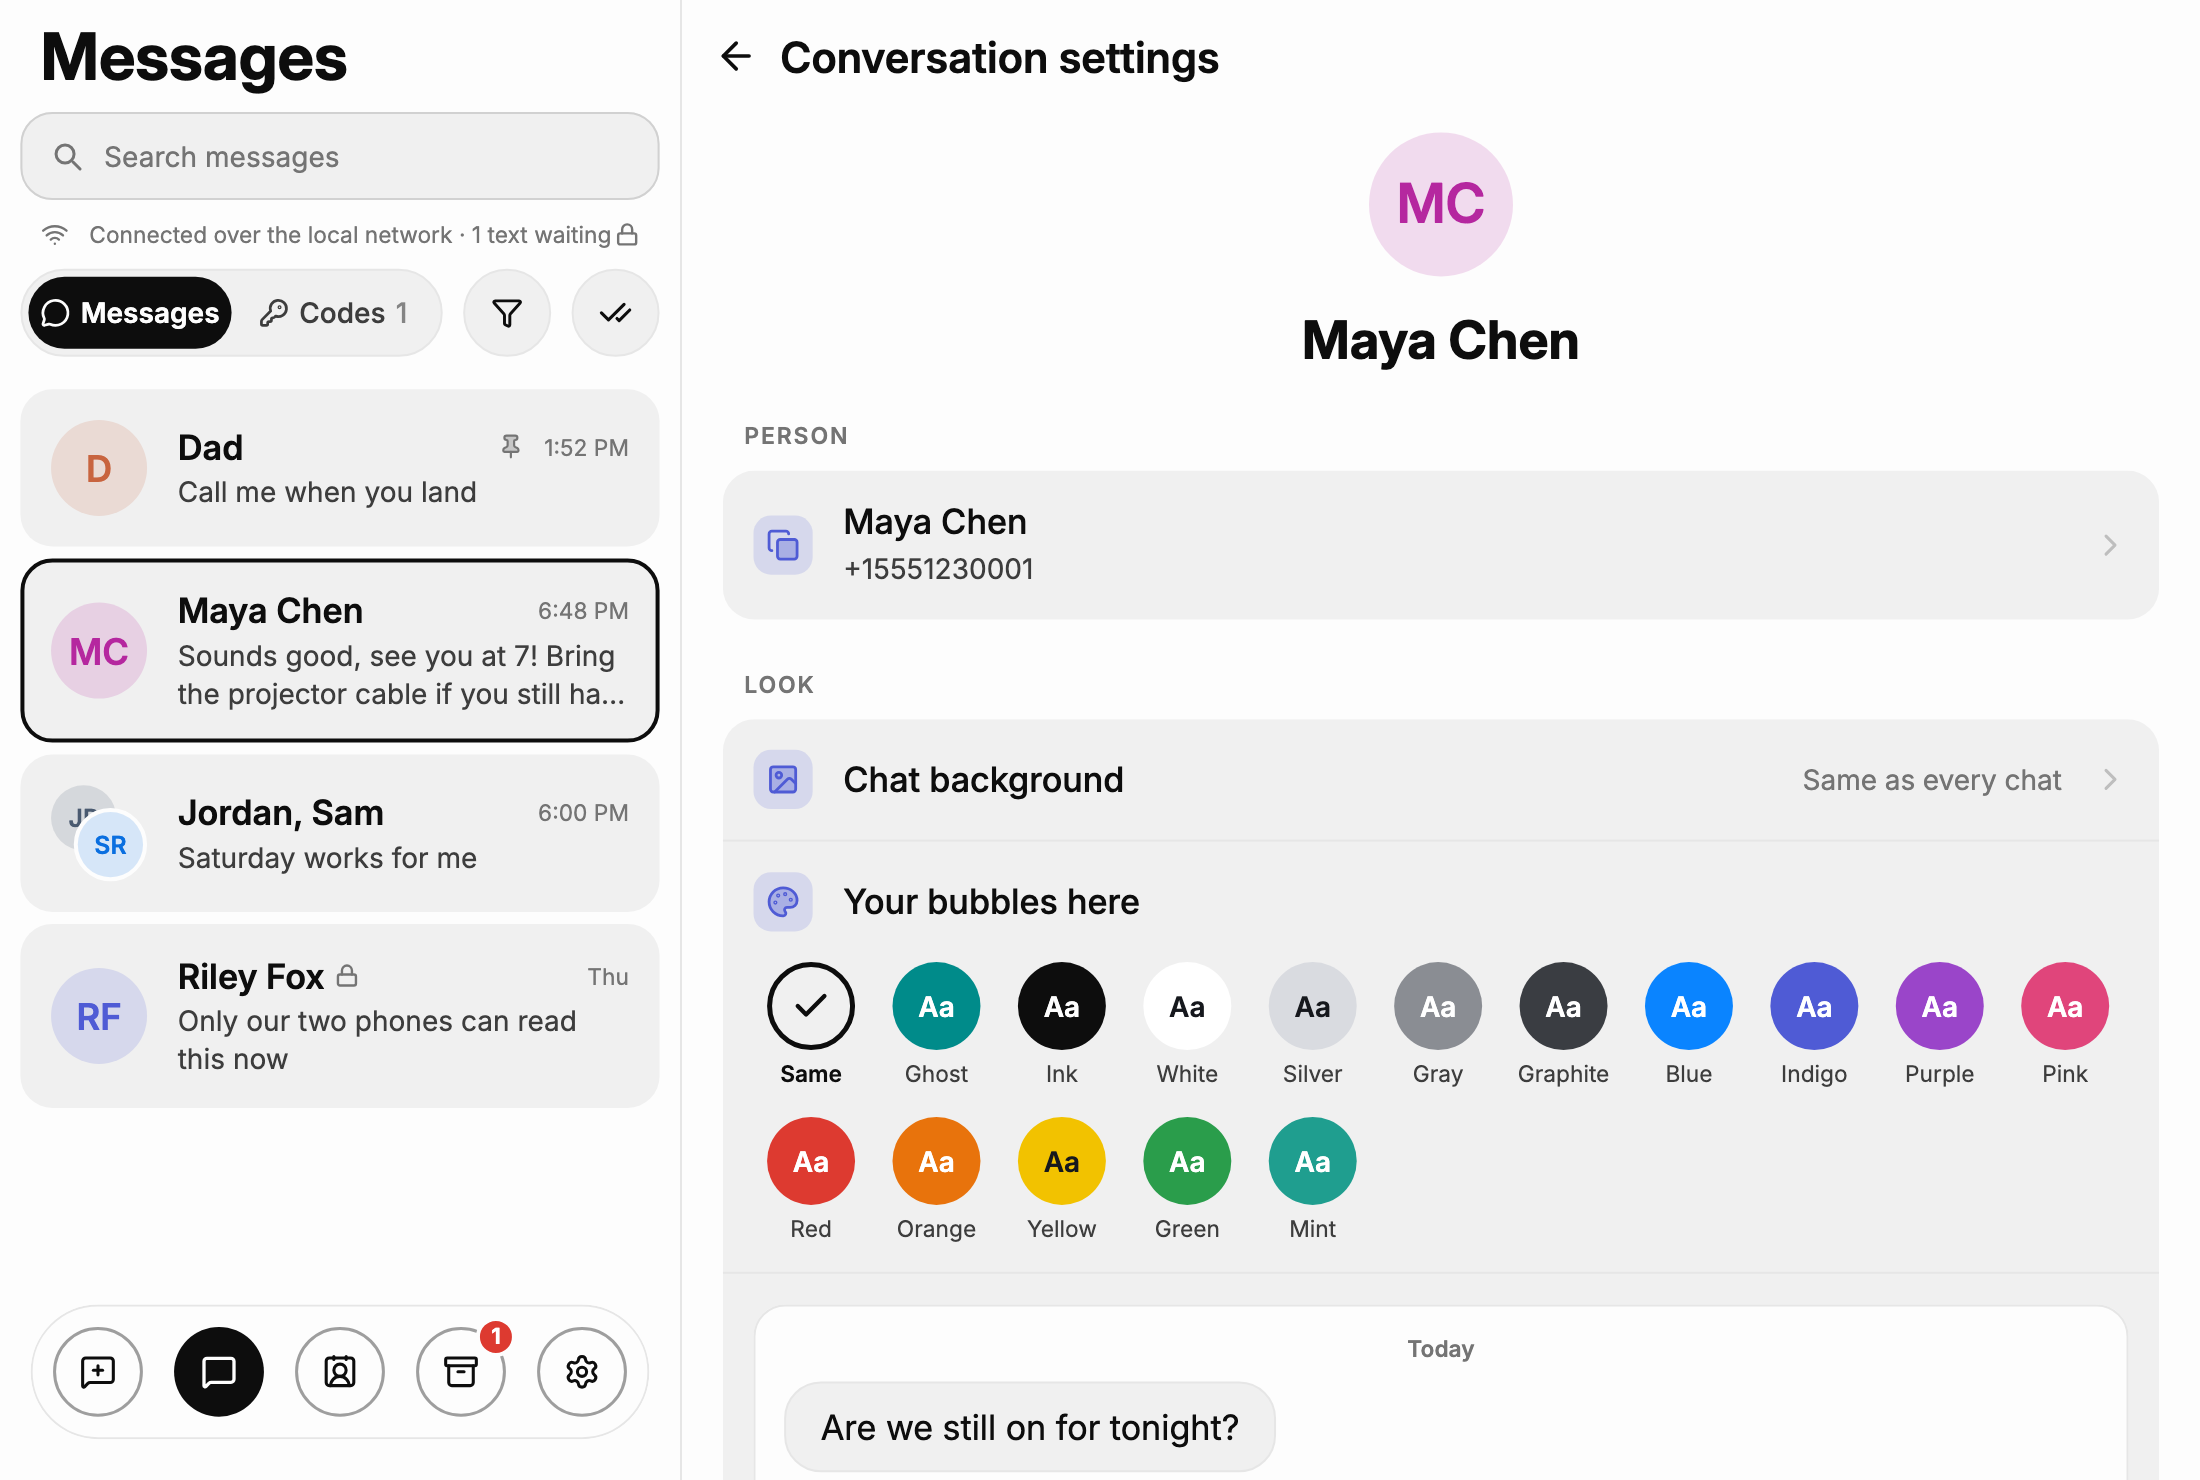 Messages
Search messages
Connected over the local network · 1 text waiting
Messages
Codes 1
D
Dad
1:52 PM
Call me when you land
MC
Maya Chen
6:48 PM
Sounds good, see you at 7! Bring
the projector cable if you still ha...
SR
Jordan, Sam
6:00 PM
Saturday works for me
RF
Riley Fox
Thu
Only our two phones can read
this now
1
Conversation settings
MC
Maya Chen
PERSON
Maya Chen
+15551230001
LOOK
Chat background
Same as every chat
Your bubbles here
Aa Aa Aa Aa Aa Aa Aa Aa Aa Aa
Same Ghost Ink White Silver Gray Graphite Blue Indigo Purple Pink
Aa Aa Aa Aa Aa
Red Orange Yellow Green Mint
Today
Are we still on for tonight?